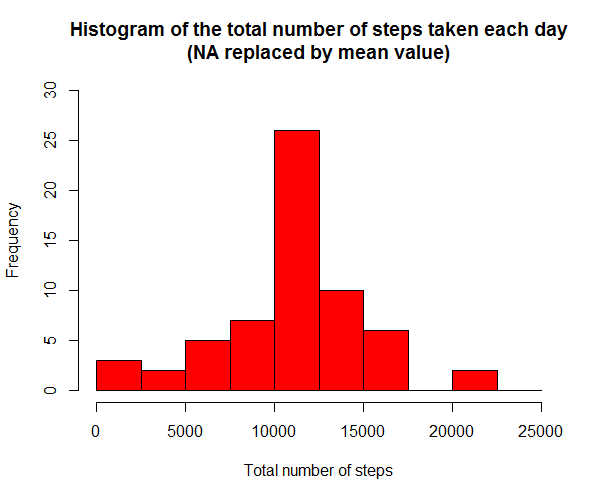 Histogram of the total number of steps taken each day
(NA replaced by mean value)
30
25
20
15
10
5
0
Frequency
0 5000 10000 15000 20000 25000
Total number of steps